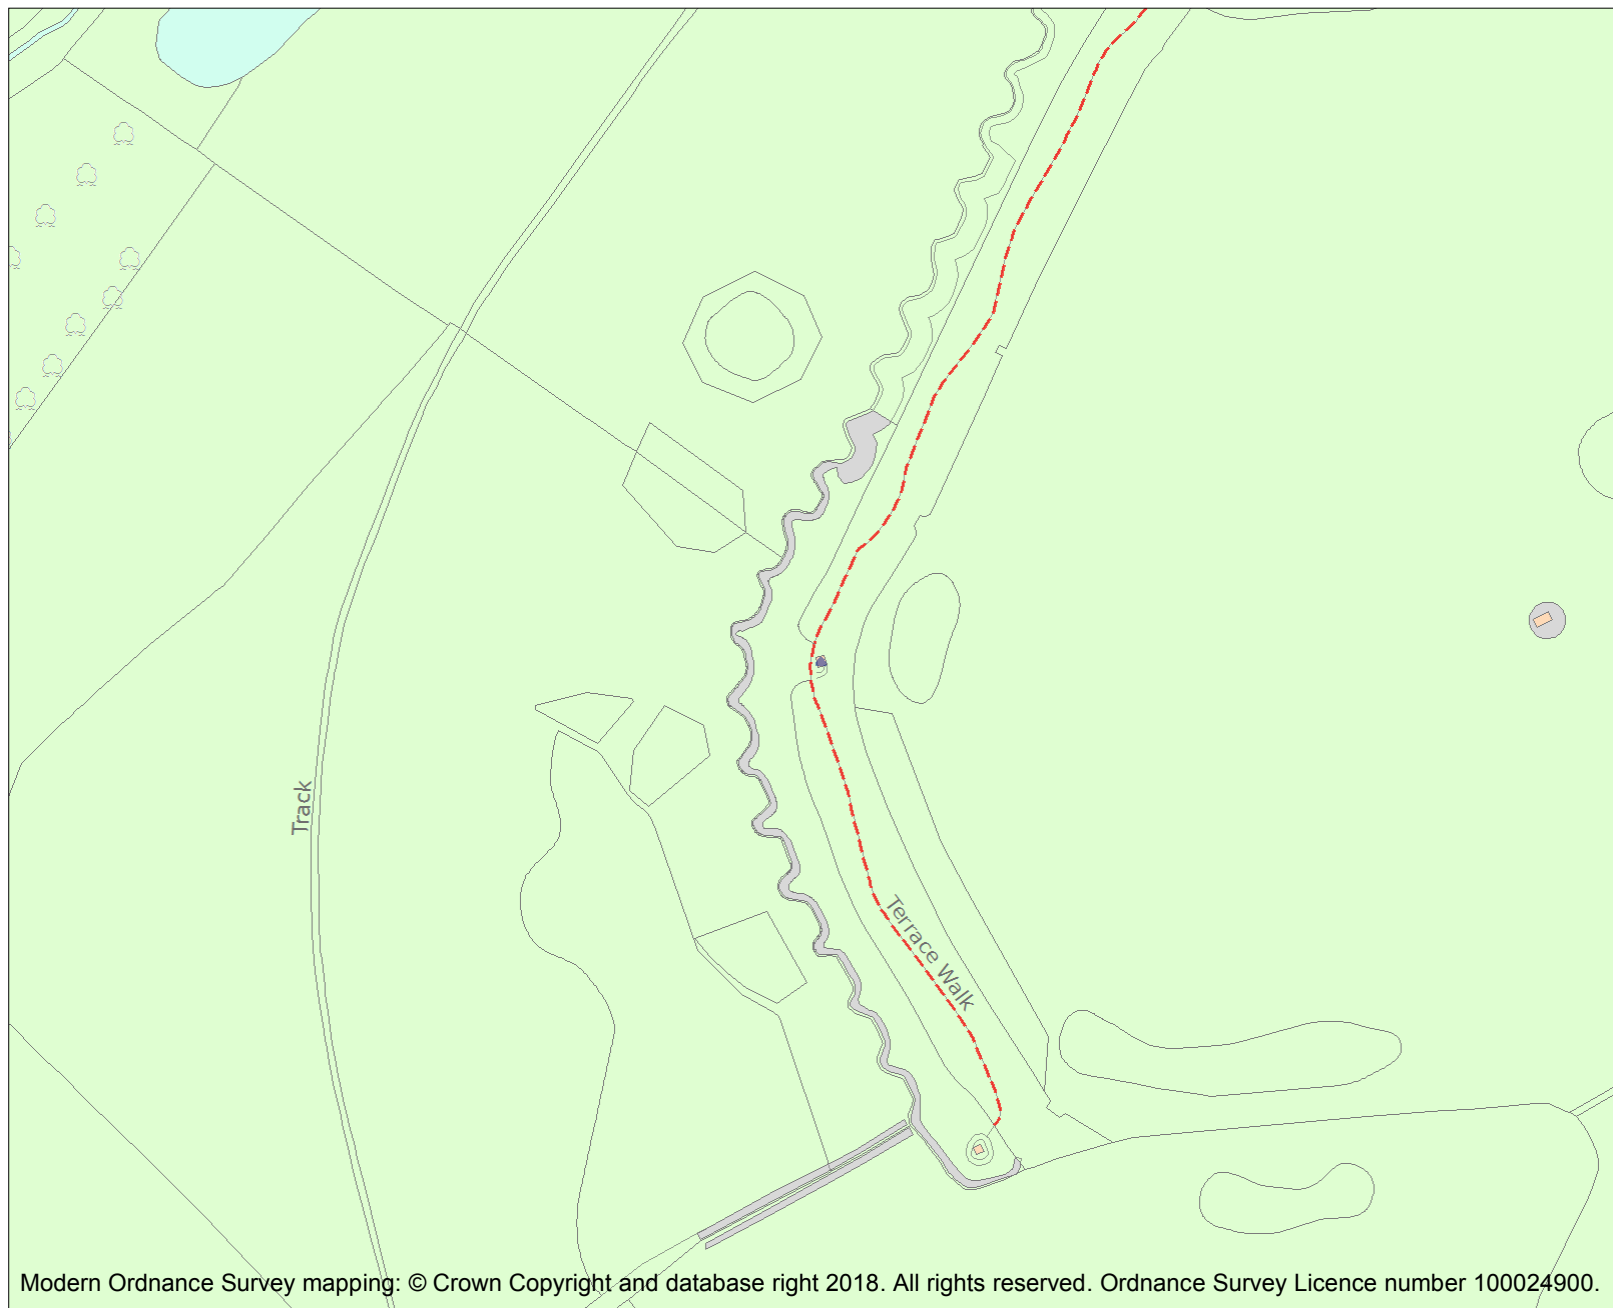 Track
Terrace Walk
Modern Ordnance Survey mapping: © Crown Copyright and database right 2018. All rights reserved. Ordnance Survey Licence number 100024900.